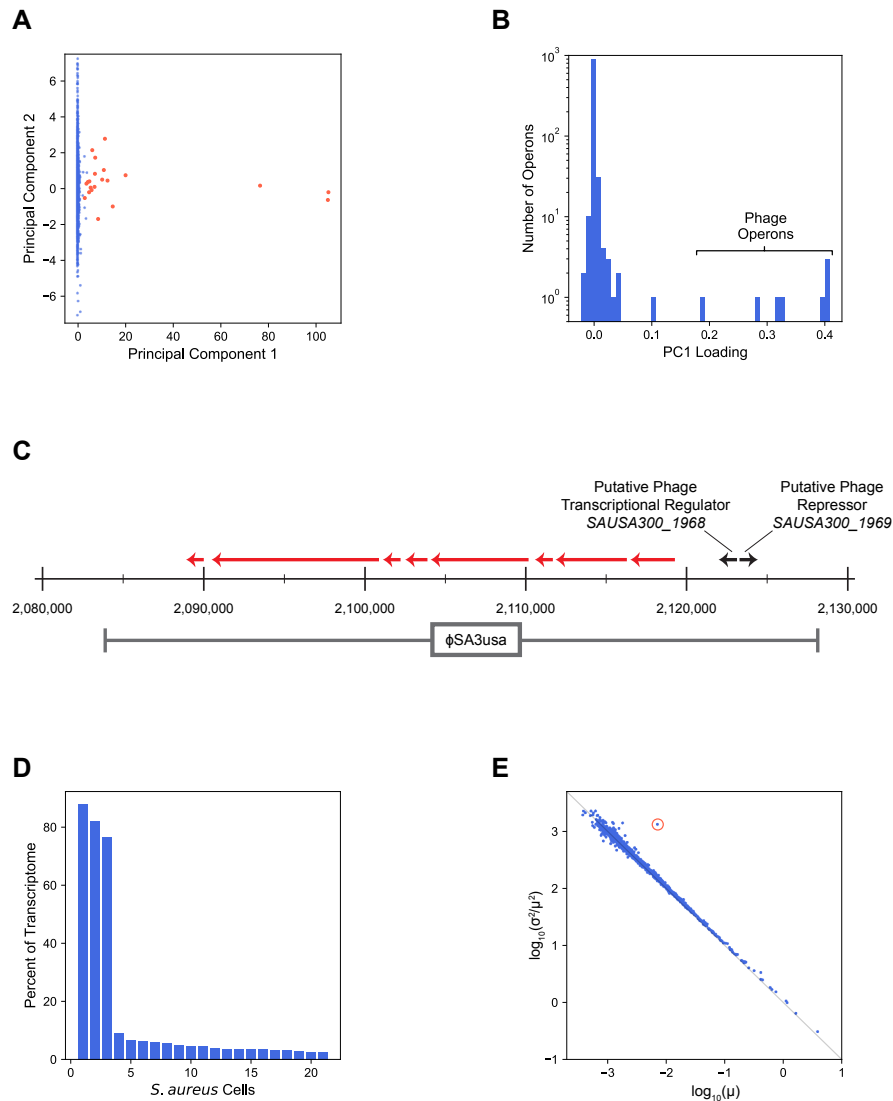 A
Principal Component 2
6
4
2
0
−2
−4
−6
0
20
40
60
80
100
Principal Component 1
B
Number of Operons
10³
10²
10¹
10⁰
Phage
Operons
0.0
0.1
0.2
0.3
0.4
PC1 Loading
C
Putative Phage
Transcriptional Regulator
SAUSA300_1968
Putative Phage
Repressor
SAUSA300_1969
2,080,000
2,090,000
2,100,000
2,110,000
2,120,000
2,130,000
ϕSA3usa
D
Percent of Transcriptome
80
60
40
20
0
0
5
10
15
20
S. aureus Cells
E
log₁₀(σ²/μ²)
3
2
1
0
−1
−3
−2
−1
0
1
log₁₀(μ)